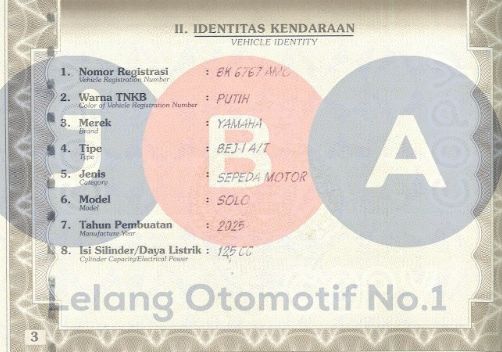 II. IDENTITAS KENDARAAN
VEHICLE IDENTITY
1. Nomor Registrasi : BK 6767 AMC
Vehicle Registration Number
2. Warna TNKB : PUTIH
Color of Vehicle Registration Number
3. Merek : YAMAHA
Brand
4. Tipe : BEJ-I A/T
Type
5. Jenis : SEPEDA MOTOR
Category
6. Model : SOLO
Model
7. Tahun Pembuatan : 2025
Manufacture Year
8. Isi Silinder/Daya Listrik : 125 CC
Cylinder Capacity/Electrical Power
J B A
Lelang Otomotif No.1
3